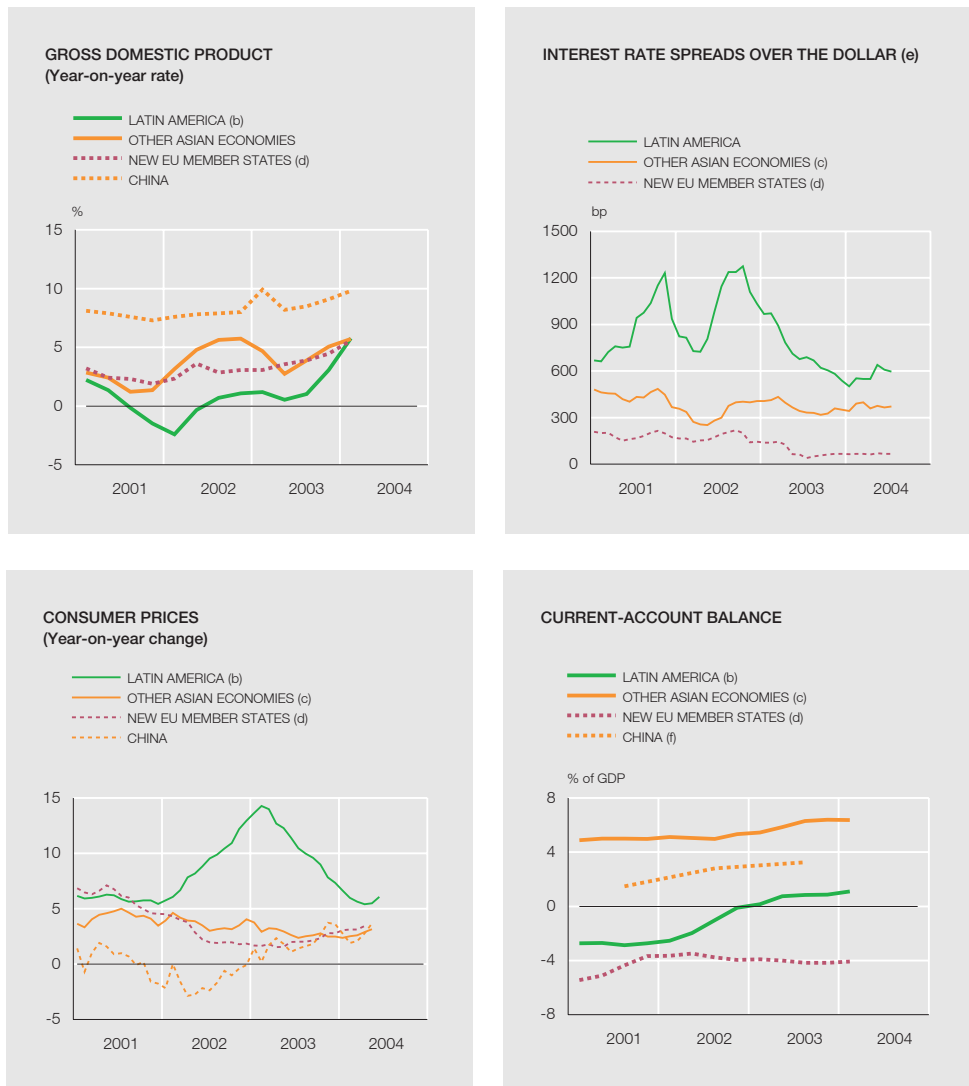 GROSS DOMESTIC PRODUCT
(Year-on-year rate)
LATIN AMERICA (b)
OTHER ASIAN ECONOMIES
NEW EU MEMBER STATES (d)
CHINA
%
15
10
5
0
-5
2001 2002 2003 2004
INTEREST RATE SPREADS OVER THE DOLLAR (e)
LATIN AMERICA
OTHER ASIAN ECONOMIES (c)
NEW EU MEMBER STATES (d)
bp
1500
1200
900
600
300
0
2001 2002 2003 2004
CONSUMER PRICES
(Year-on-year change)
LATIN AMERICA (b)
OTHER ASIAN ECONOMIES (c)
NEW EU MEMBER STATES (d)
CHINA
15
10
5
0
-5
2001 2002 2003 2004
CURRENT-ACCOUNT BALANCE
LATIN AMERICA (b)
OTHER ASIAN ECONOMIES (c)
NEW EU MEMBER STATES (d)
CHINA (f)
% of GDP
8
4
0
-4
-8
2001 2002 2003 2004